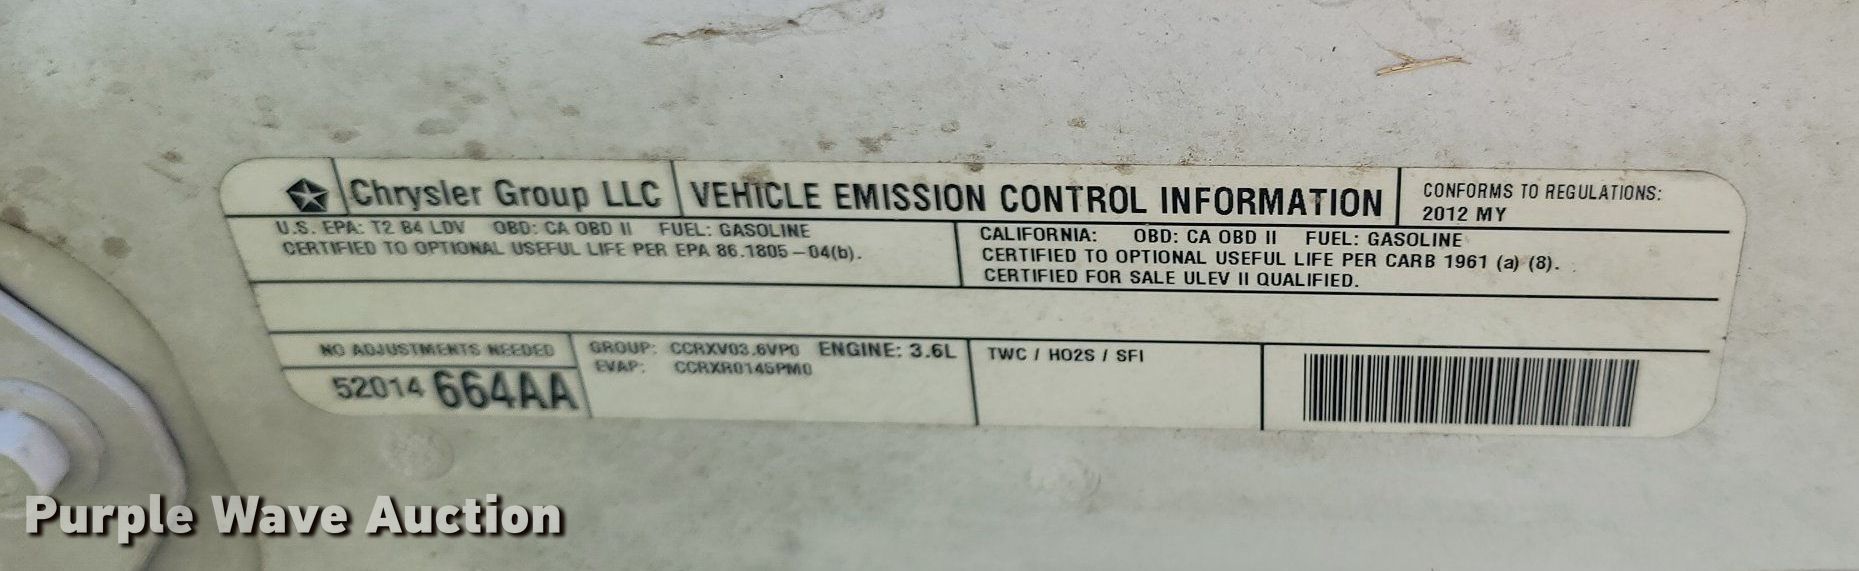 Chrysler Group LLC VEHICLE EMISSION CONTROL INFORMATION
CONFORMS TO REGULATIONS:
2012 MY
U.S. EPA: T2 B4 LDV OBD: CA OBD II FUEL: GASOLINE
CERTIFIED TO OPTIONAL USEFUL LIFE PER EPA 86.1805-04(b).
CALIFORNIA: OBD: CA OBD II FUEL: GASOLINE
CERTIFIED TO OPTIONAL USEFUL LIFE PER CARB 1961 (a) (8).
CERTIFIED FOR SALE ULEV II QUALIFIED.
NO ADJUSTMENTS NEEDED
52014 664AA
GROUP: CCRXV03.6VP0 ENGINE: 3.6L
EVAP: CCRXR0145PM0
TWC / HO2S / SFI
Purple Wave Auction